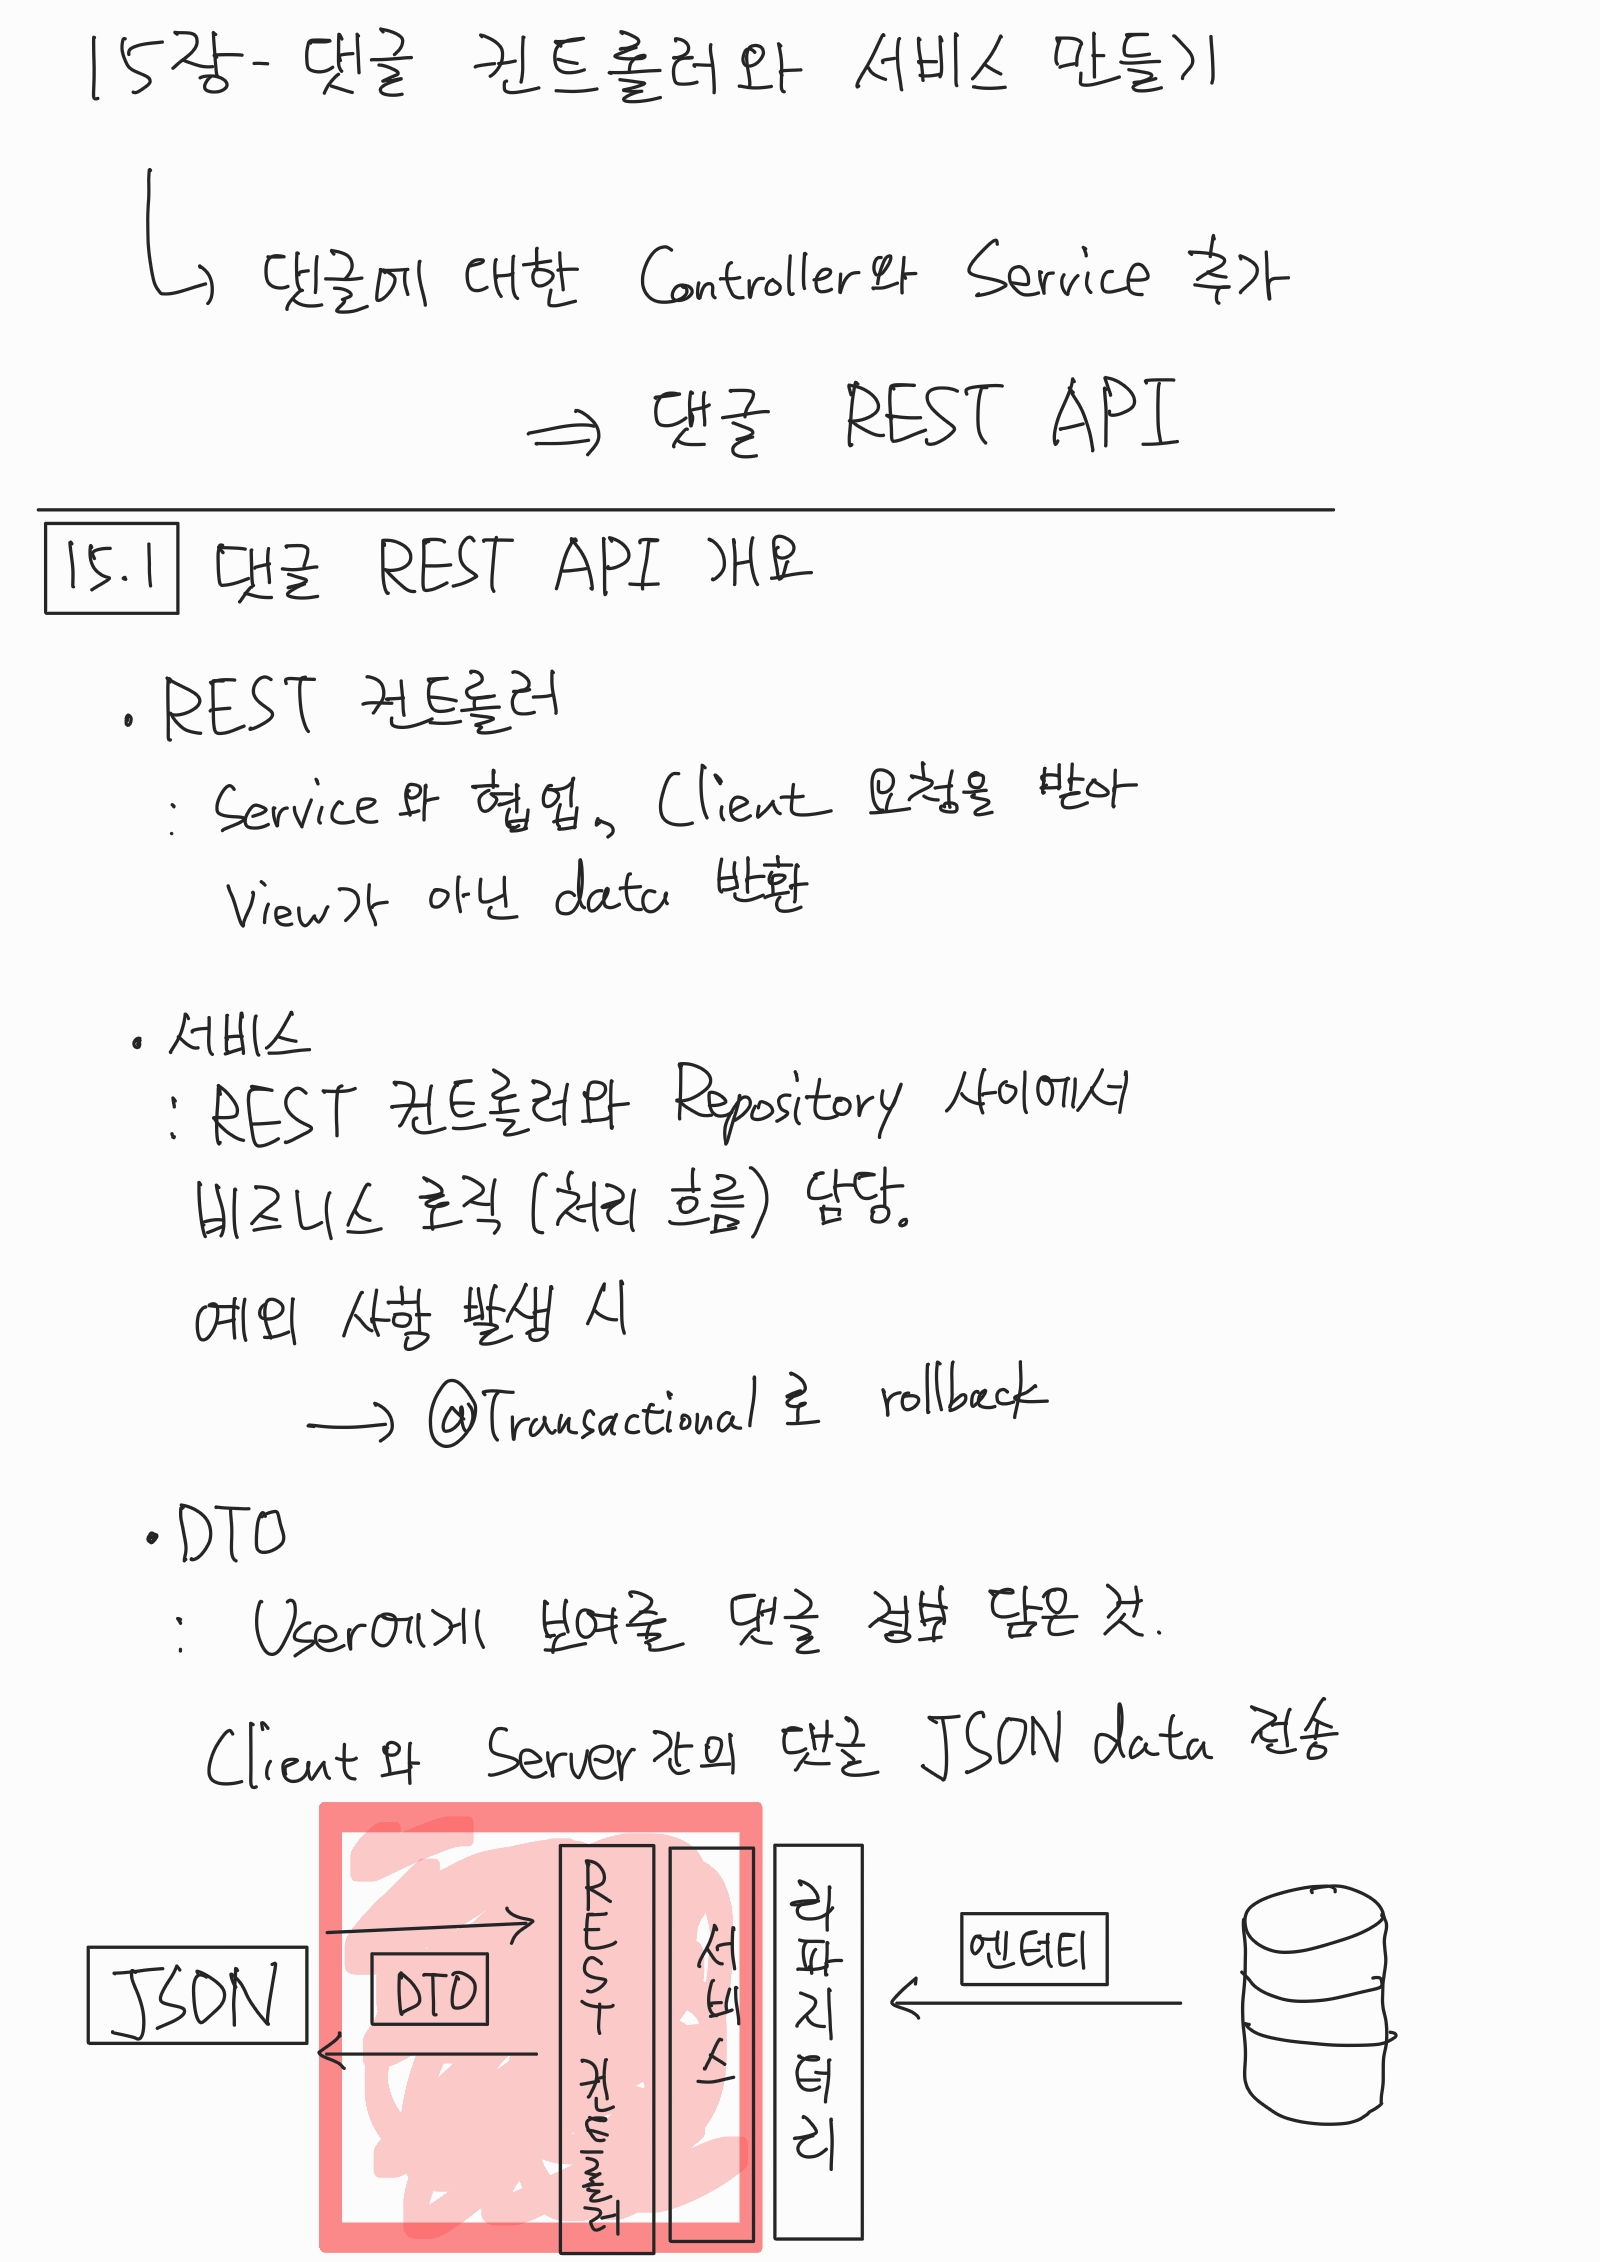 15장 - 댓글 컨트롤러와 서비스 만들기
댓글에 대한 Controller와 Service 추가
⇒ 댓글 REST API
15.1 댓글 REST API 개요
• REST 컨트롤러
: Service와 협업, Client 요청을 받아
View가 아닌 data 반환
• 서비스
: REST 컨트롤러와 Repository 사이에서
비즈니스 로직 (처리 흐름) 담당.
예외 사항 발생 시
→ @Transactional로 rollback
• DTO
: User에게 보여줄 댓글 정보 담은 것.
Client와 Server간의 댓글 JSON data 전송
JSON
DTO
REST 컨트롤러
서비스
리파지터리
엔티티